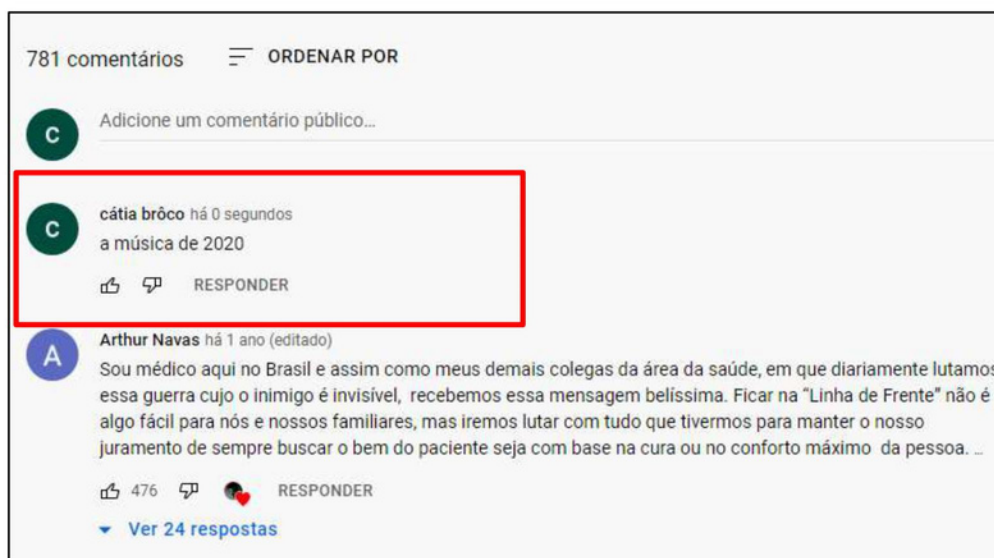 781 comentários ORDENAR POR
C Adicione um comentário público...
C cátia brôco há 0 segundos
a música de 2020
RESPONDER
A Arthur Navas há 1 ano (editado)
Sou médico aqui no Brasil e assim como meus demais colegas da área da saúde, em que diariamente lutamos
essa guerra cujo o inimigo é invisível, recebemos essa mensagem belíssima. Ficar na “Linha de Frente” não é
algo fácil para nós e nossos familiares, mas iremos lutar com tudo que tivermos para manter o nosso
juramento de sempre buscar o bem do paciente seja com base na cura ou no conforto máximo da pessoa. ...
476 RESPONDER
Ver 24 respostas